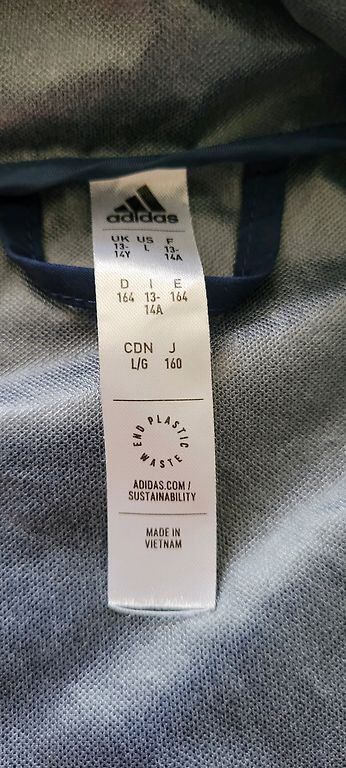 adidas
UK US F
13- L 13-
14Y 14A
D I E
164 13- 164
14A
CDN J
L/G 160
END PLASTIC
WASTE
ADIDAS.COM/
SUSTAINABILITY
MADE IN
VIETNAM